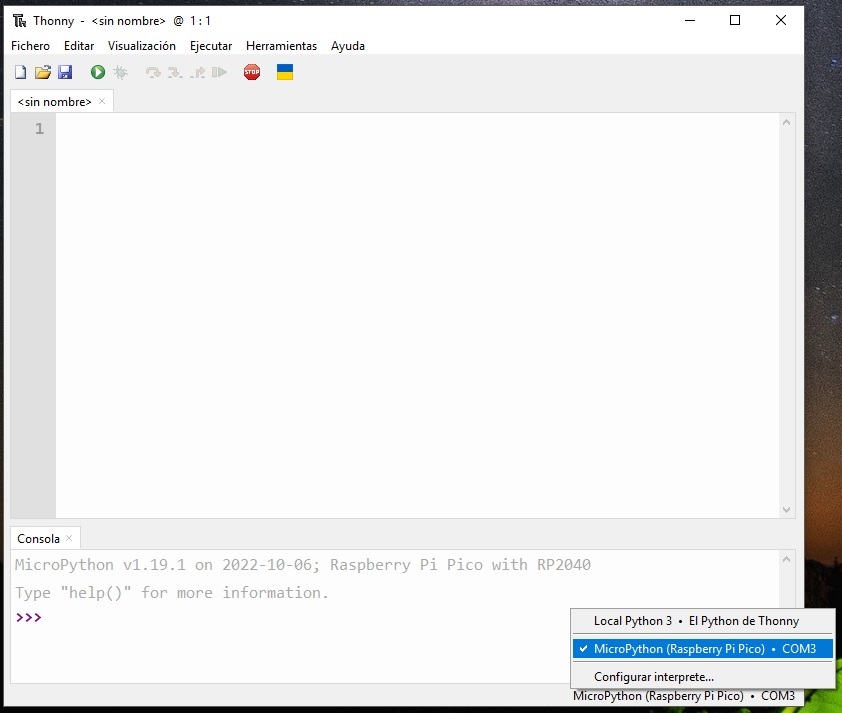 Thonny - <sin nombre> @ 1 : 1
Fichero Editar Visualización Ejecutar Herramientas Ayuda
STOP
<sin nombre>
1
Consola
MicroPython v1.19.1 on 2022-10-06; Raspberry Pi Pico with RP2040
Type "help()" for more information.
>>>
Local Python 3 • El Python de Thonny
MicroPython (Raspberry Pi Pico) • COM3
Configurar interprete...
MicroPython (Raspberry Pi Pico) • COM3